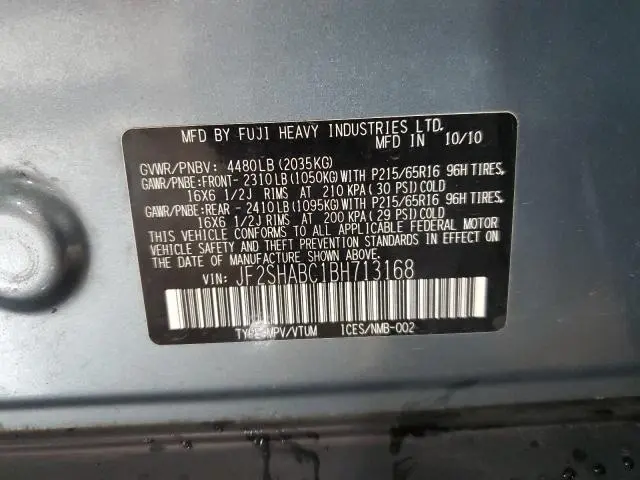 MFD BY FUJI HEAVY INDUSTRIES LTD.
MFD IN 10/10
GVWR/PNBV: 4480LB (2035KG)
GAWR/PNBE:FRONT- 2310LB(1050KG)WITH P215/65R16 96H TIRES,
16X6 1/2J RIMS AT 210 KPA( 30 PSI)COLD
GAWR/PNBE:REAR - 2410LB(1095KG)WITH P215/65R16 96H TIRES,
16X6 1/2J RIMS AT 200 KPA(29 PSI)COLD
THIS VEHICLE CONFORMS TO ALL APPLICABLE FEDERAL MOTOR
VEHICLE SAFETY AND THEFT PREVENTION STANDARDS IN EFFECT ON
THE DATE OF MANUFACTURE SHOWN ABOVE.
VIN: JF2SHABC1BH713168
TYPE:MPV/VTUM ICES/NMB-002